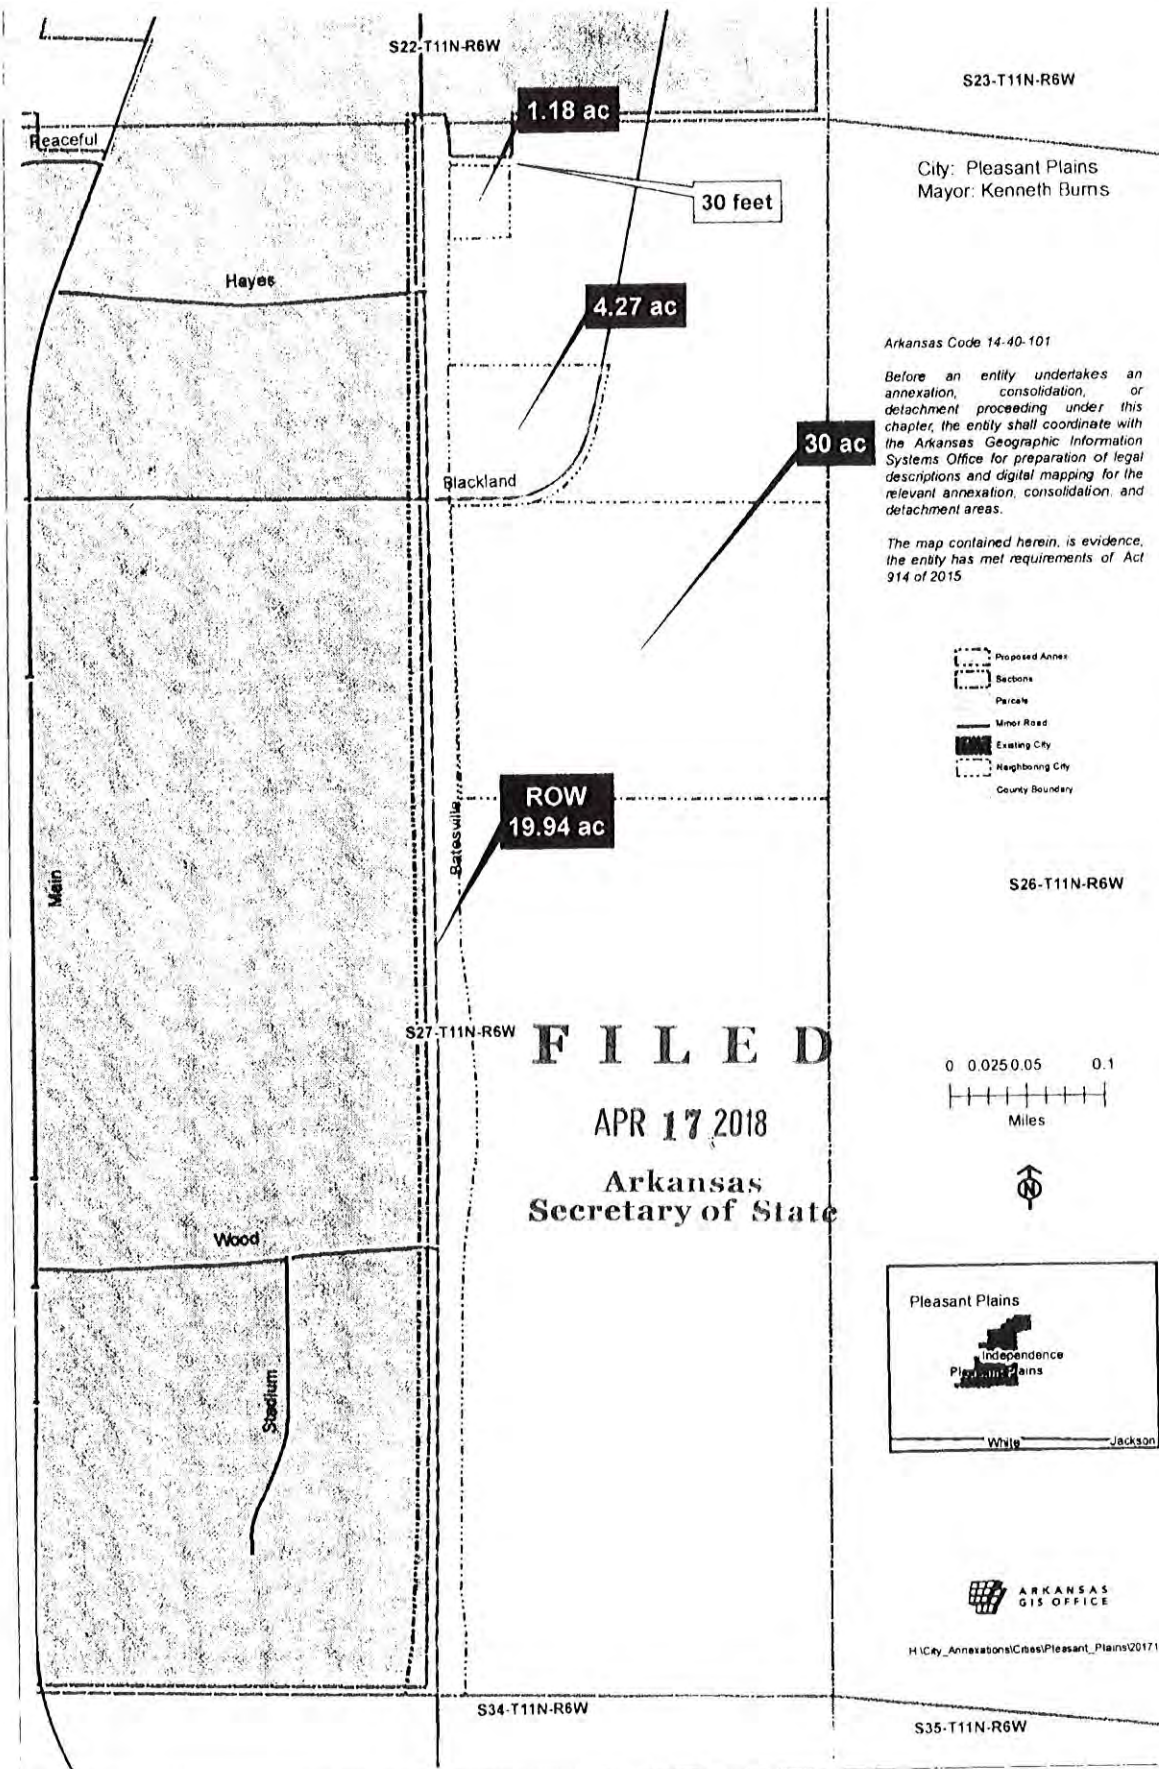 S22-T11N-R6W
S23-T11N-R6W
1.18 ac
Peaceful
City: Pleasant Plains
Mayor: Kenneth Burns
30 feet
Hayes
4.27 ac
Arkansas Code 14-40-101
Before an entity undertakes an
annexation, consolidation, or
detachment proceeding under this
chapter, the entity shall coordinate with
the Arkansas Geographic Information
Systems Office for preparation of legal
descriptions and digital mapping for the
relevant annexation, consolidation, and
detachment areas.
The map contained herein, is evidence,
the entity has met requirements of Act
914 of 2015
30 ac
Blackland
Proposed Annex
Sections
Parcels
Minor Road
Existing City
Neighboring City
County Boundary
ROW
19.94 ac
Batesville
Main
S26-T11N-R6W
S27-T11N-R6W
FILED
APR 17 2018
Arkansas
Secretary of State
0 0.025 0.05 0.1
Miles
N
Wood
Stadium
Pleasant Plains
Independence
Pleasant Plains
White
Jackson
ARKANSAS
GIS OFFICE
H:\City_Annexations\Cities\Pleasant_Plains\20171
S34-T11N-R6W
S35-T11N-R6W